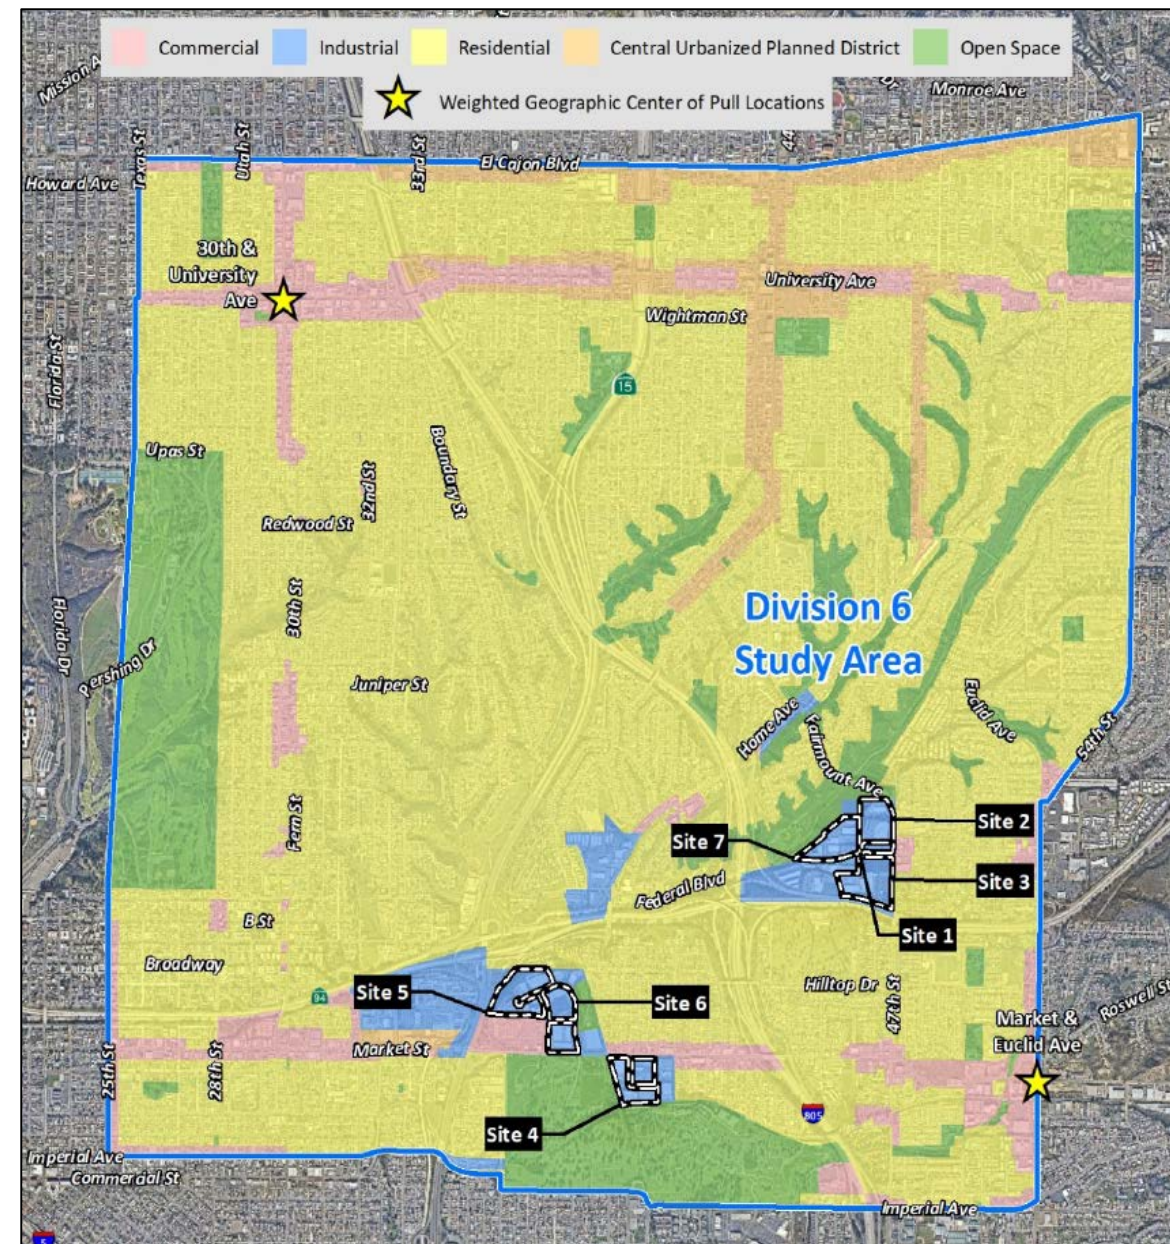 Commercial
Industrial
Residential
Central Urbanized Planned District
Open Space
Weighted Geographic Center of Pull Locations
Monroe Ave
Texas St
Utah St
33rd St
El Cajon Blvd
Howard Ave
30th &
University
Ave
University Ave
Wightman St
Florida St
15
Upas St
Boundary St
32nd St
Redwood St
30th St
Division 6
Study Area
Florida Dr
Pershing Dr
Juniper St
Home Ave
Fairmount Ave
Euclid Ave
54th St
Fern St
Site 7
Site 2
Federal Blvd
Site 3
B St
Site 1
Broadway
Hilltop Dr
47th St
94
Site 5
Site 6
Roswell St
Market &
Euclid Ave
25th St
28th St
Market St
805
Site 4
Imperial Ave
Commercial St
Imperial Ave
5